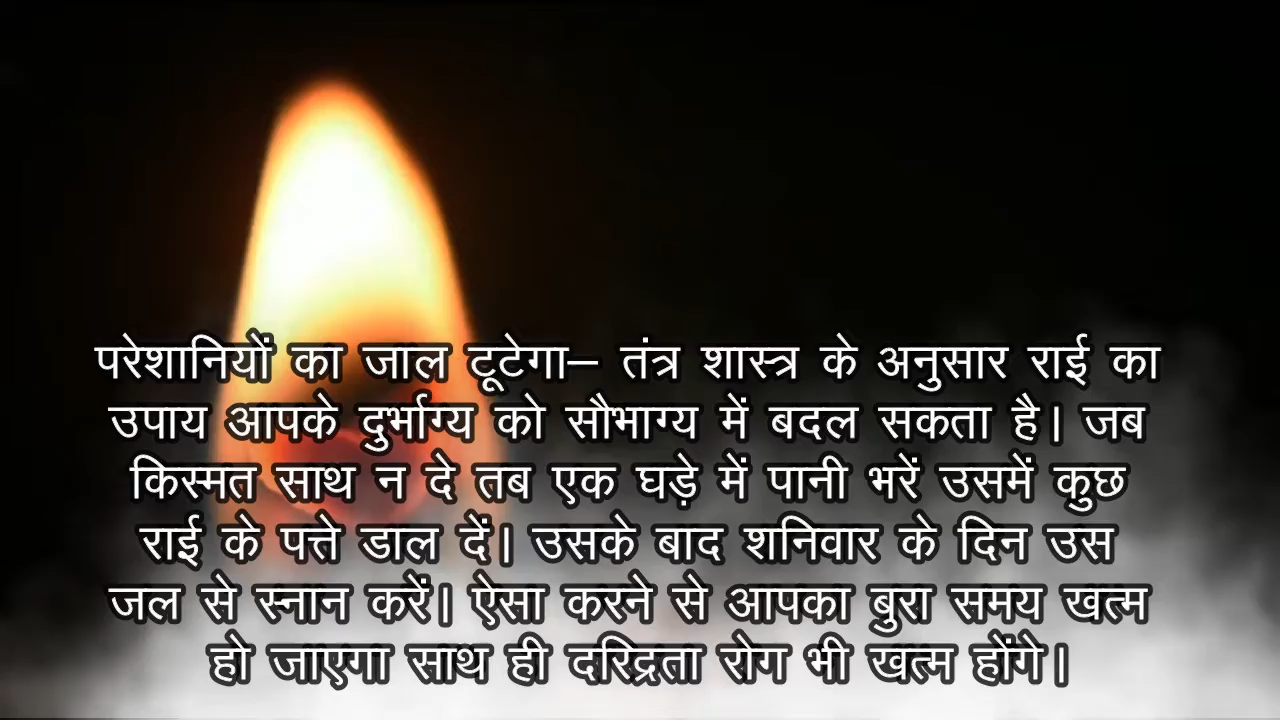 परेशानियों का जाल टूटेगा– तंत्र शास्त्र के अनुसार राई का
उपाय आपके दुर्भाग्य को सौभाग्य में बदल सकता है। जब
किस्मत साथ न दे तब एक घड़े में पानी भरें उसमें कुछ
राई के पत्ते डाल दें। उसके बाद शनिवार के दिन उस
जल से स्नान करें। ऐसा करने से आपका बुरा समय खत्म
हो जाएगा साथ ही दरिद्रता रोग भी खत्म होंगे।